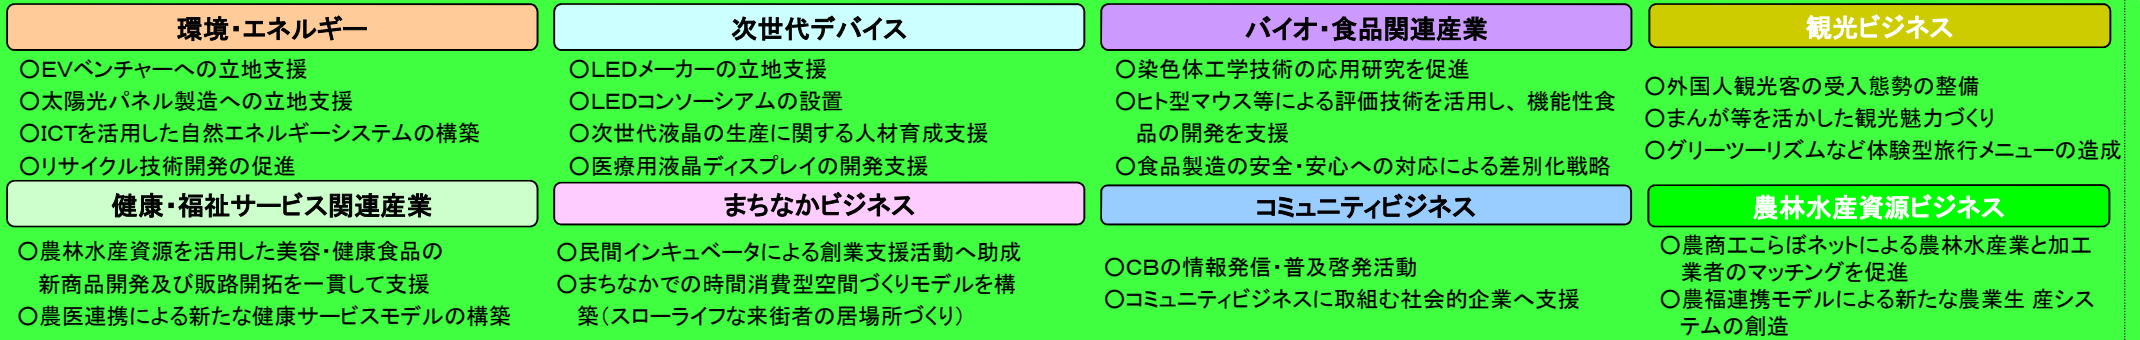 環境・エネルギー
○EVベンチャーへの立地支援
○太陽光パネル製造への立地支援
○ICTを活用した自然エネルギーシステムの構築
○リサイクル技術開発の促進
次世代デバイス
○LEDメーカーの立地支援
○LEDコンソーシアムの設置
○次世代液晶の生産に関する人材育成支援
○医療用液晶ディスプレイの開発支援
バイオ・食品関連産業
○染色体工学技術の応用研究を促進
○ヒト型マウス等による評価技術を活用し、機能性食
品の開発を支援
○食品製造の安全・安心への対応による差別化戦略
観光ビジネス
○外国人観光客の受入態勢の整備
○まんが等を活かした観光魅力づくり
○グリーツーリズムなど体験型旅行メニューの造成
健康・福祉サービス関連産業
○農林水産資源を活用した美容・健康食品の
新商品開発及び販路開拓を一貫して支援
○農医連携による新たな健康サービスモデルの構築
まちなかビジネス
○民間インキュベータによる創業支援活動へ助成
○まちなかでの時間消費型空間づくりモデルを構
築(スローライフな来街者の居場所づくり)
コミュニティビジネス
○CBの情報発信・普及啓発活動
○コミュニティビジネスに取組む社会的企業へ支援
農林水産資源ビジネス
○農商工こらぼネットによる農林水産業と加工
業者のマッチングを促進
○農福連携モデルによる新たな農業生 産シス
テムの創造